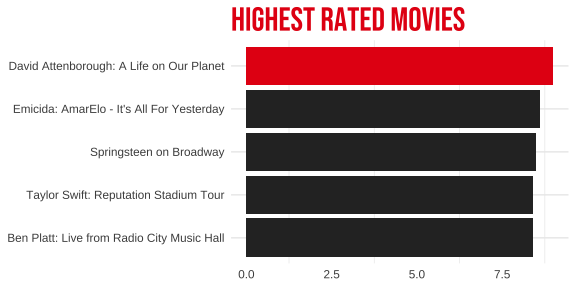 HIGHEST RATED MOVIES
David Attenborough: A Life on Our Planet
Emicida: AmarElo - It's All For Yesterday
Springsteen on Broadway
Taylor Swift: Reputation Stadium Tour
Ben Platt: Live from Radio City Music Hall
0.0 2.5 5.0 7.5